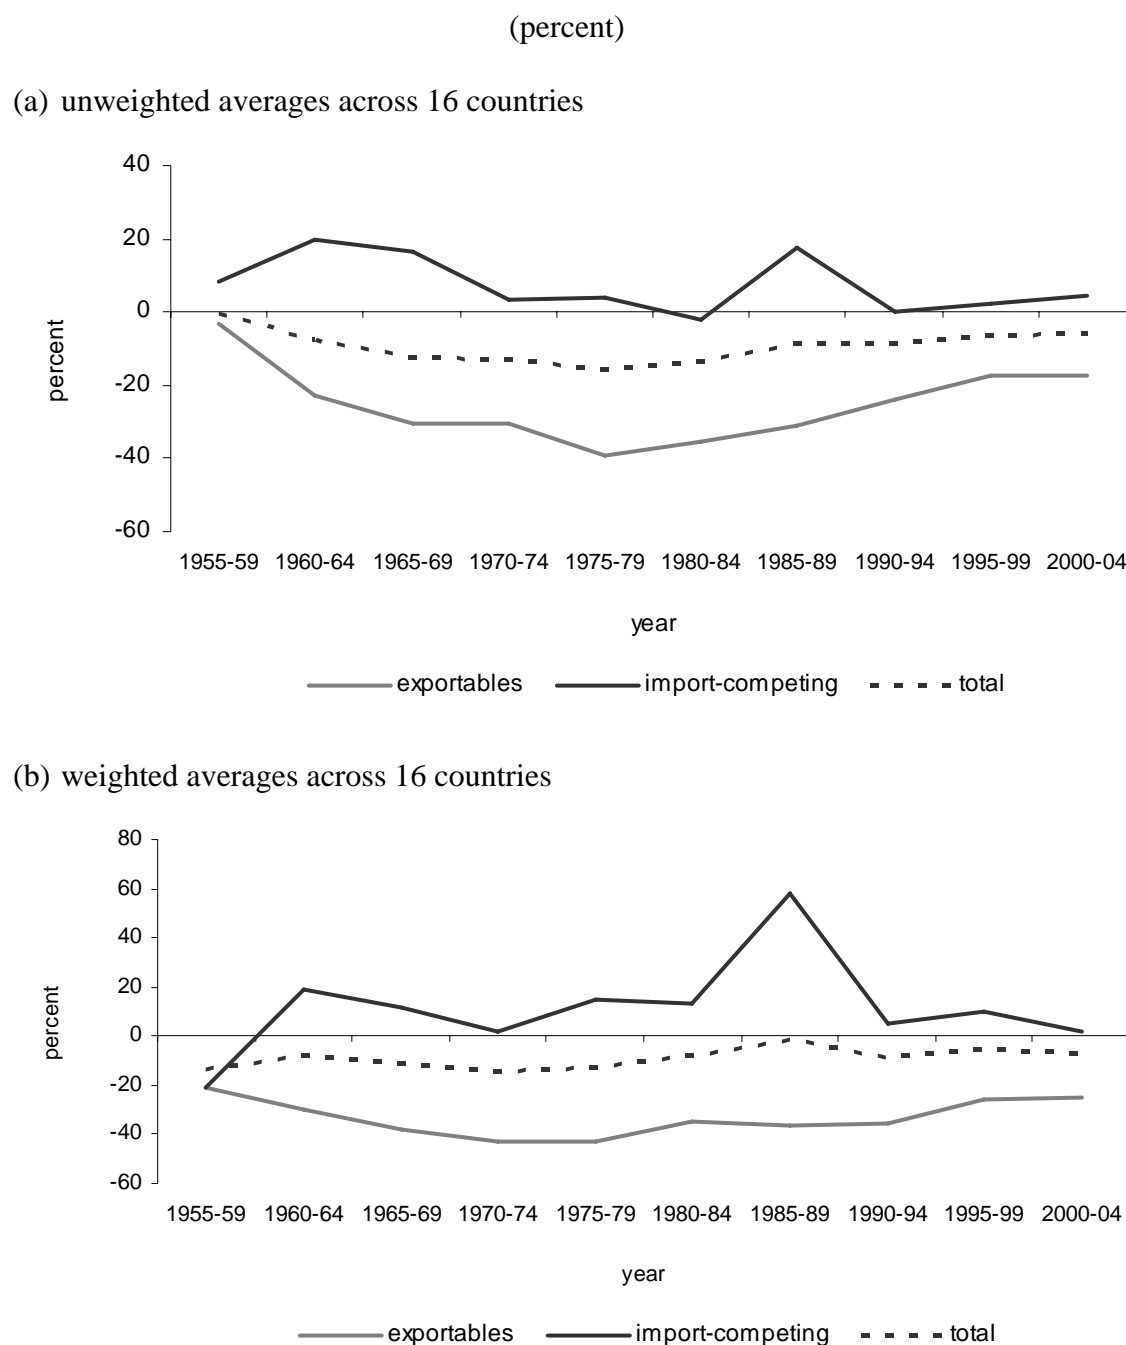 (percent)
(a) unweighted averages across 16 countries
40
20
0
-20
-40
-60
percent
1955-59 1960-64 1965-69 1970-74 1975-79 1980-84 1985-89 1990-94 1995-99 2000-04
year
exportables import-competing total
(b) weighted averages across 16 countries
80
60
40
20
0
-20
-40
-60
percent
1955-59 1960-64 1965-69 1970-74 1975-79 1980-84 1985-89 1990-94 1995-99 2000-04
year
exportables import-competing total